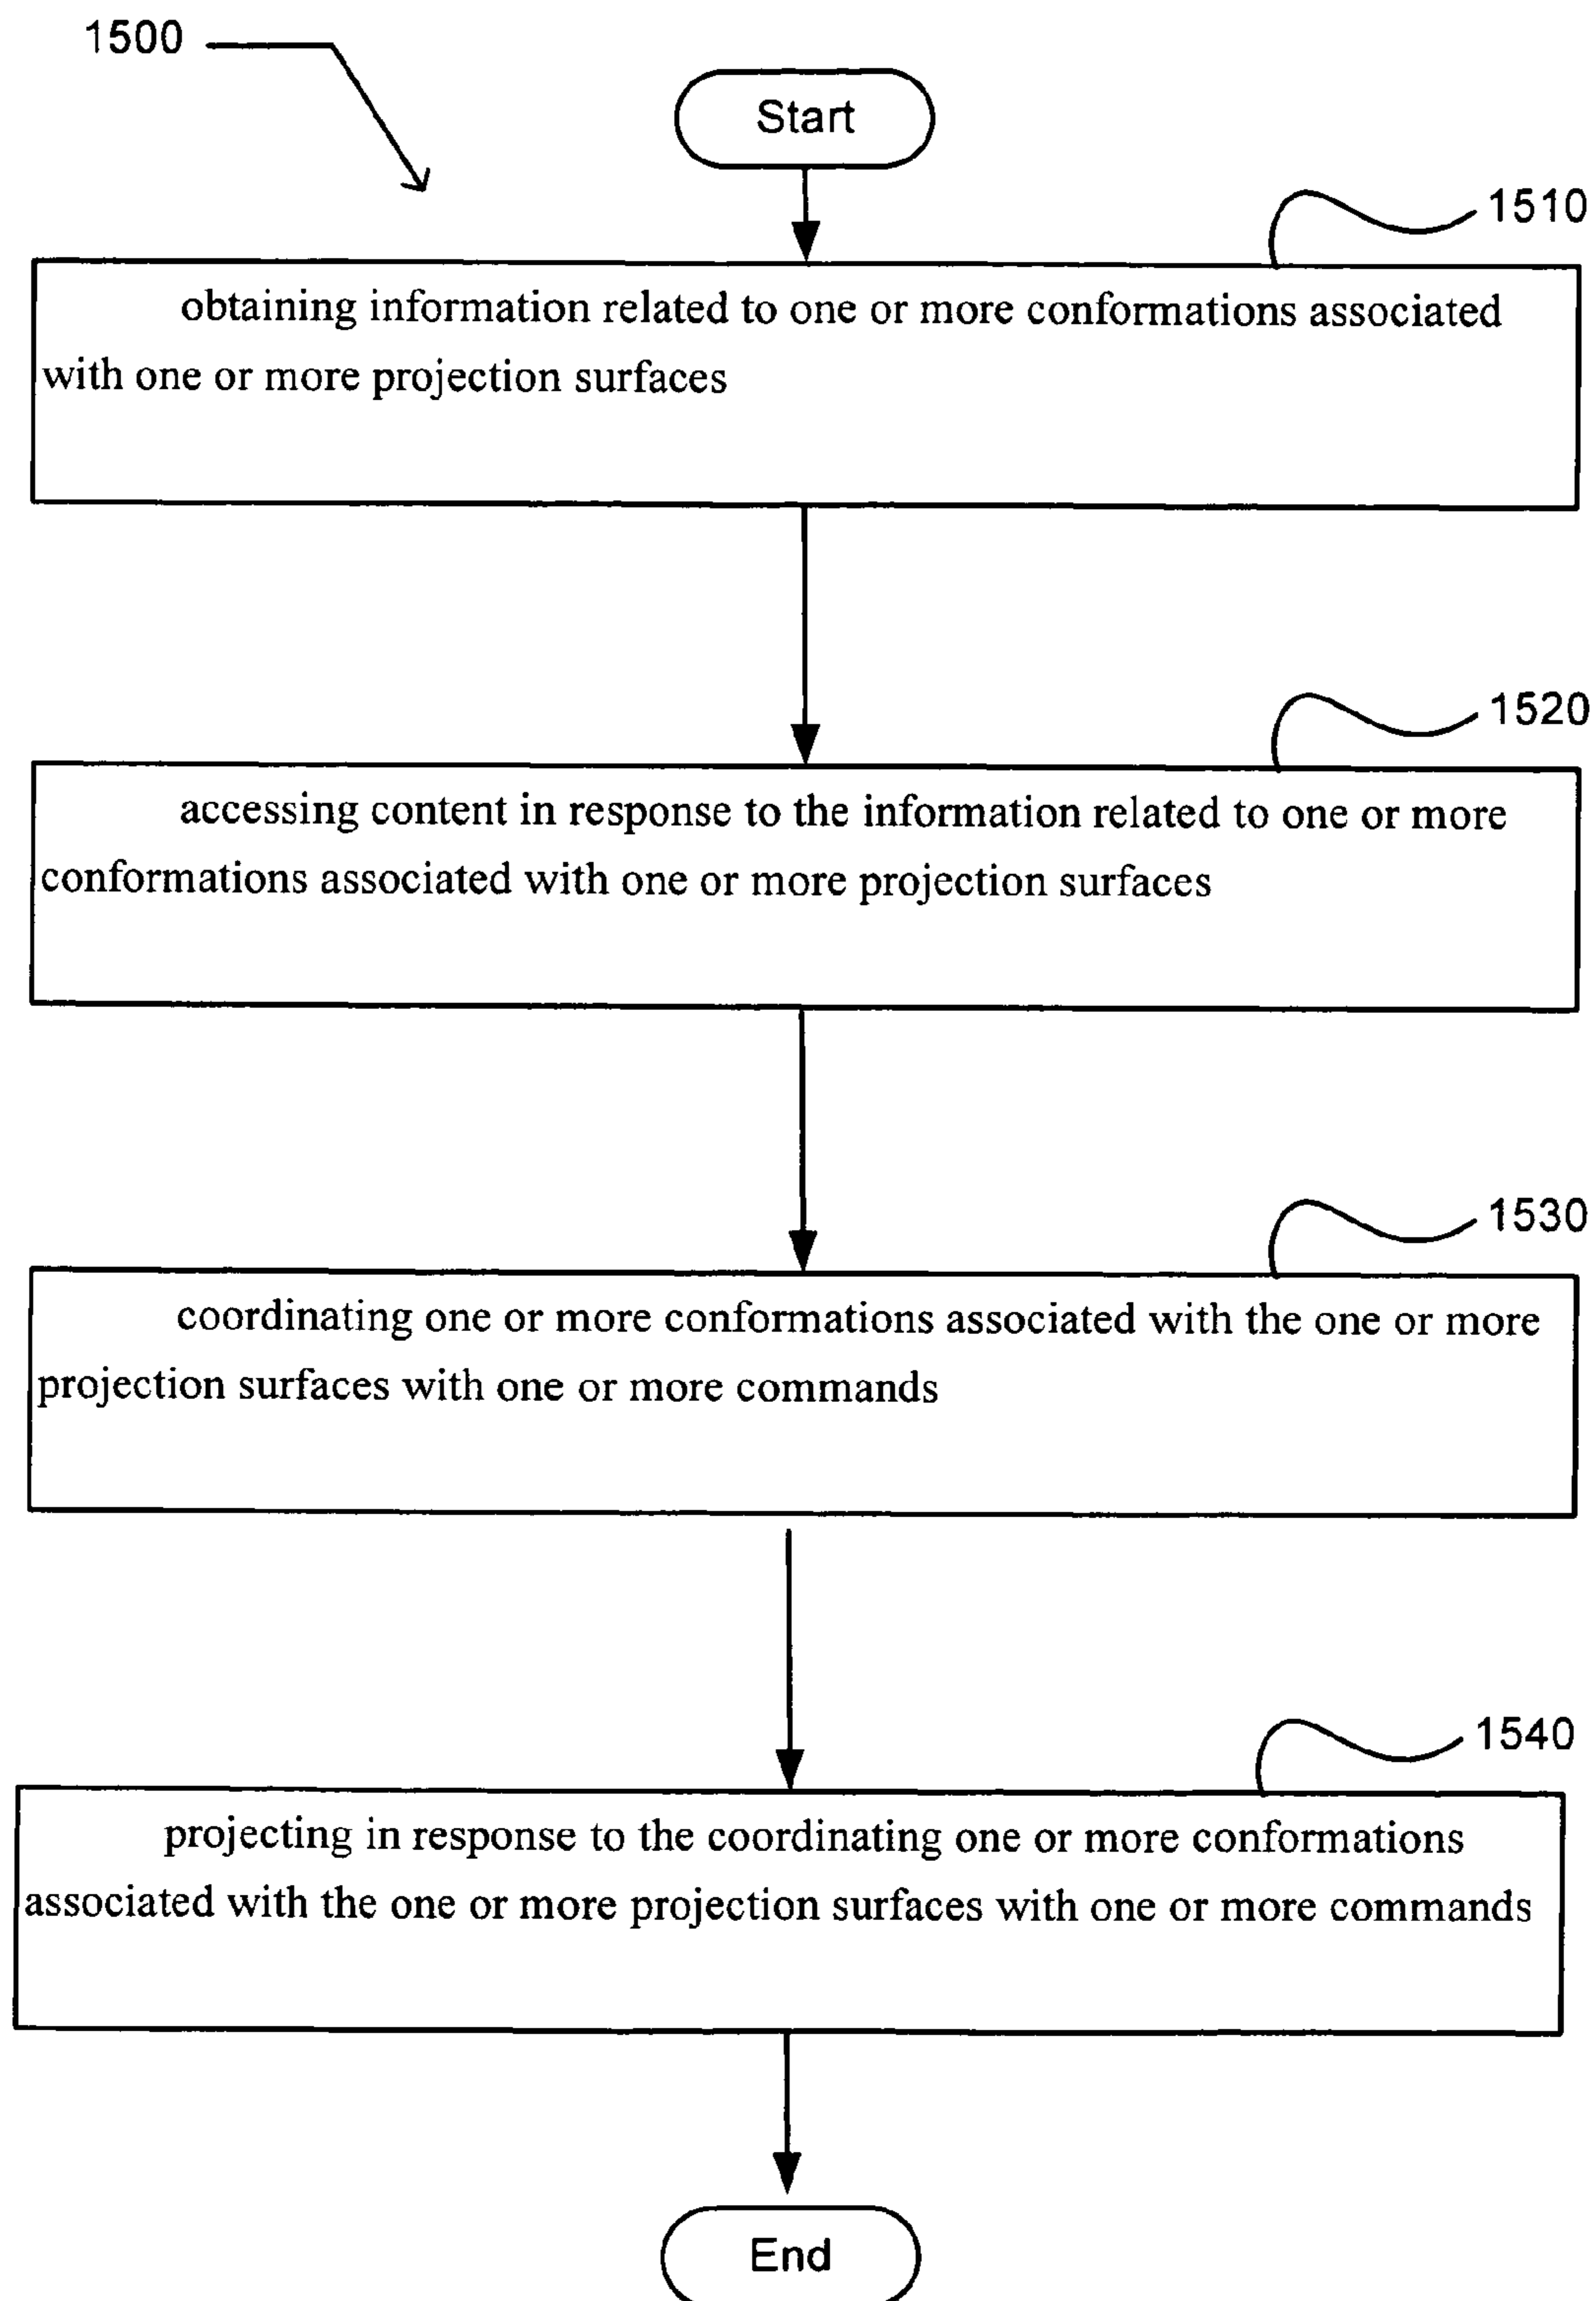 1500
Start
1510
obtaining information related to one or more conformations associated
with one or more projection surfaces
1520
accessing content in response to the information related to one or more
conformations associated with one or more projection surfaces
1530
coordinating one or more conformations associated with the one or more
projection surfaces with one or more commands
1540
projecting in response to the coordinating one or more conformations
associated with the one or more projection surfaces with one or more commands
End